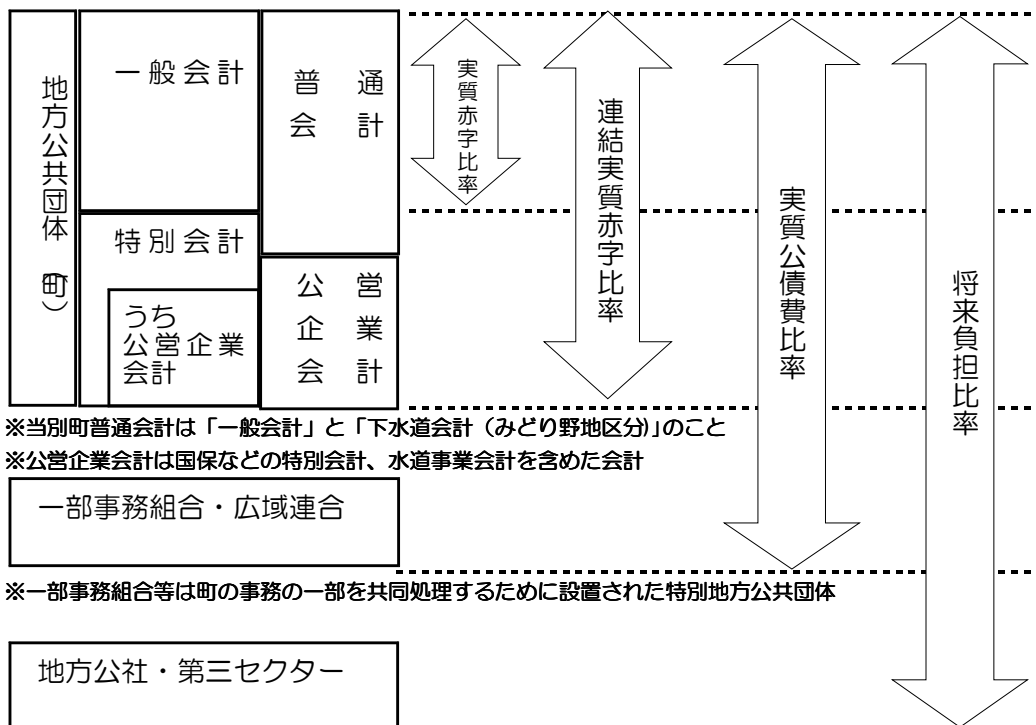 地方公共団体（町）
一般会計
普通
会計
特別会計
うち
公営企業
会計
公営
企業
会計
実質赤字比率
連結実質赤字比率
実質公債費比率
将来負担比率
※当別町普通会計は「一般会計」と「下水道会計（みどり野地区分）」のこと
※公営企業会計は国保などの特別会計、水道事業会計を含めた会計
一部事務組合・広域連合
※一部事務組合等は町の事務の一部を共同処理するために設置された特別地方公共団体
地方公社・第三セクター